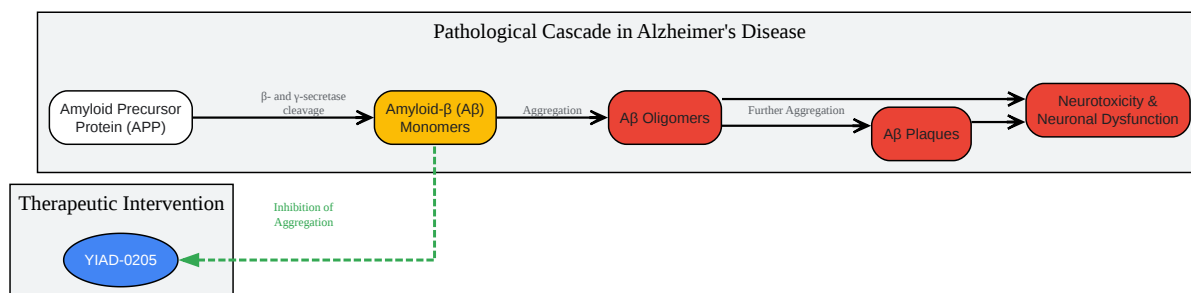 Pathological Cascade in Alzheimer's Disease
Amyloid Precursor
Protein (APP)
β- and γ-secretase
cleavage
Amyloid-β (Aβ)
Monomers
Aggregation
Aβ Oligomers
Further Aggregation
Aβ Plaques
Neurotoxicity &
Neuronal Dysfunction
Therapeutic Intervention
YIAD-0205
Inhibition of
Aggregation